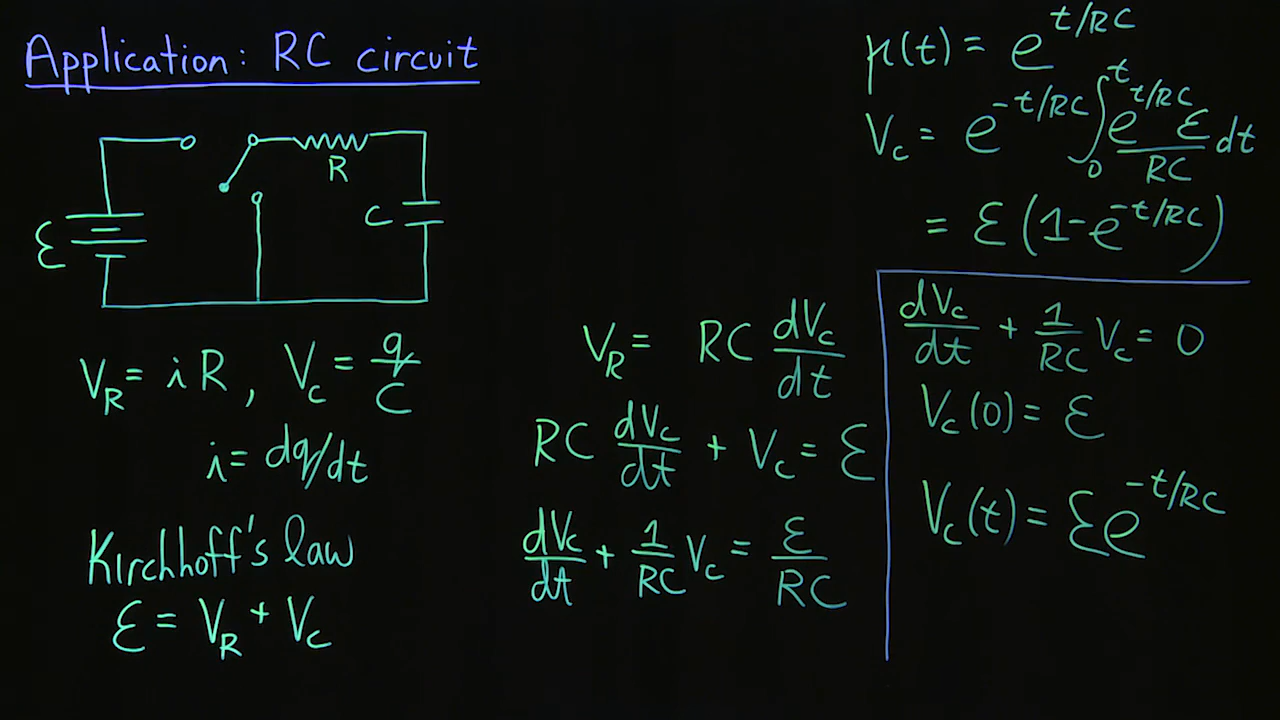 Application: RC circuit
ℰ
R
C
V_R = iR, V_C = q/C
i = dq/dt
Kirchhoff's law
ℰ = V_R + V_C
V_R = RC dV_C/dt
RC dV_C/dt + V_C = ℰ
dV_C/dt + 1/RC V_C = ℰ/RC
μ(t) = e^{t/RC}
V_C = e^{-t/RC} ∫_0^t e^{t/RC} ℰ/RC dt
= ℰ(1-e^{-t/RC})
dV_C/dt + 1/RC V_C = 0
V_C(0) = ℰ
V_C(t) = ℰe^{-t/RC}